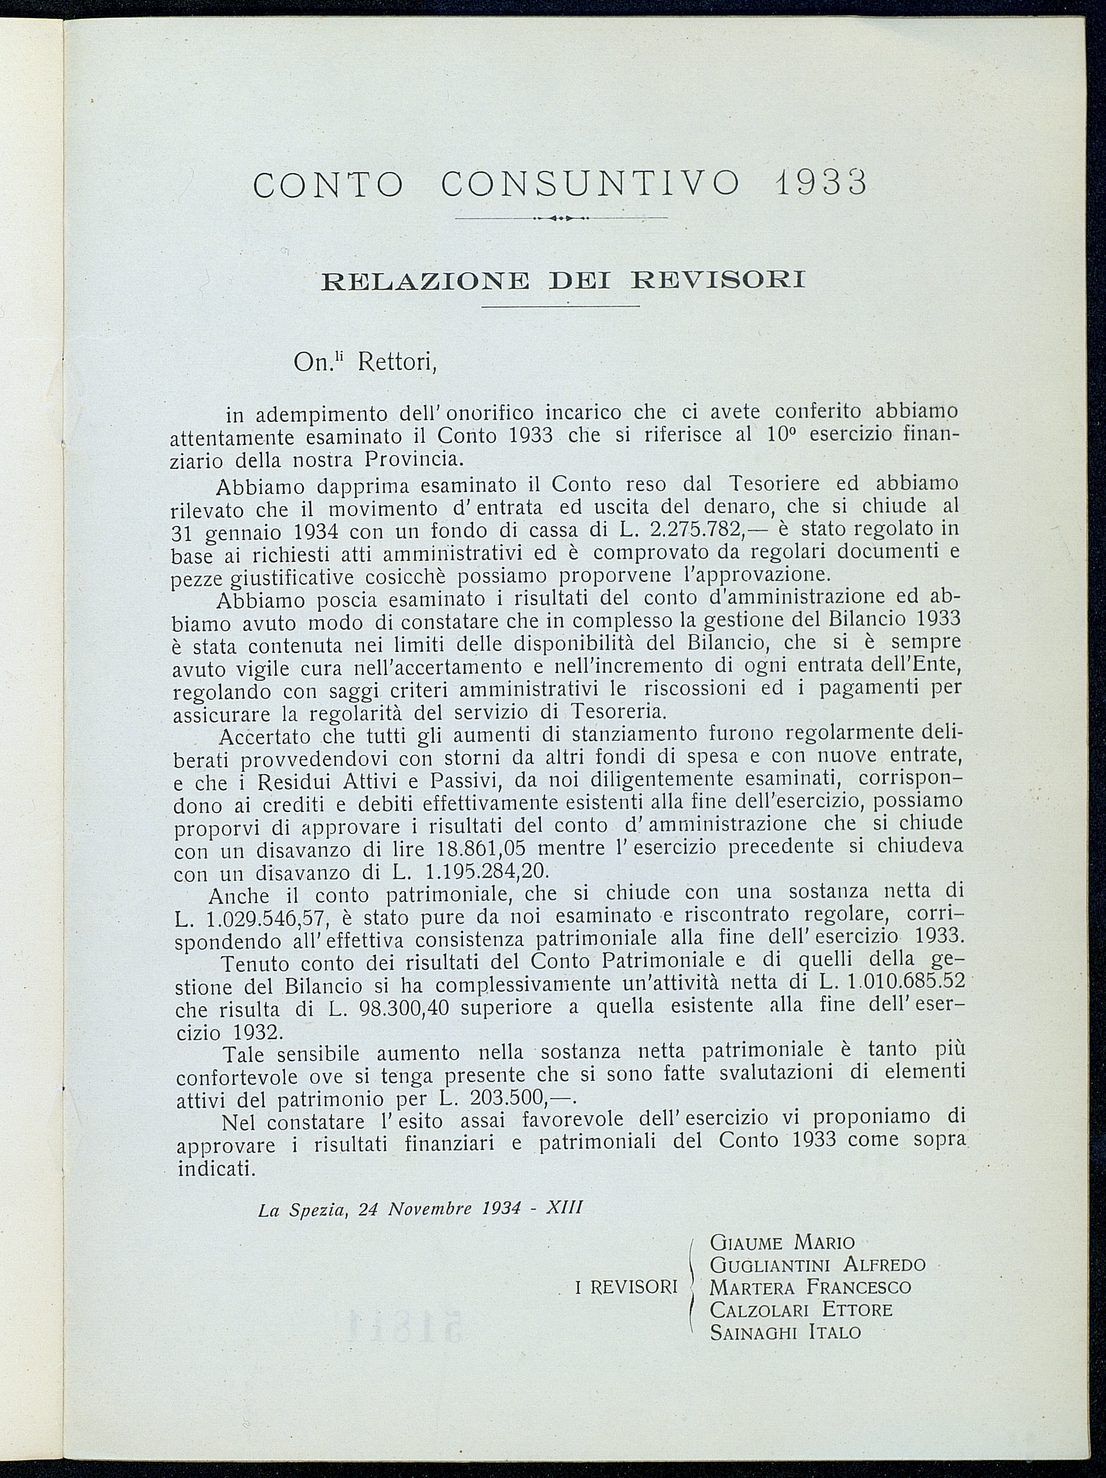 CONTO CONSUNTIVO 1933
RELAZIONE DEI REVISORI
On.li Rettori,
in adempimento dell' onorifico incarico che ci avete conferito abbiamo
attentamente esaminato il Conto 1933 che si riferisce al 10º esercizio finan-
ziario della nostra Provincia.
Abbiamo dapprima esaminato il Conto reso dal Tesoriere ed abbiamo
rilevato che il movimento d' entrata ed uscita del denaro, che si chiude al
31 gennaio 1934 con un fondo di cassa di L. 2.275.782,— è stato regolato in
base ai richiesti atti amministrativi ed è comprovato da regolari documenti e
pezze giustificative cosicchè possiamo proporvene l'approvazione.
Abbiamo poscia esaminato i risultati del conto d'amministrazione ed ab-
biamo avuto modo di constatare che in complesso la gestione del Bilancio 1933
è stata contenuta nei limiti delle disponibilità del Bilancio, che si è sempre
avuto vigile cura nell'accertamento e nell'incremento di ogni entrata dell'Ente,
regolando con saggi criteri amministrativi le riscossioni ed i pagamenti per
assicurare la regolarità del servizio di Tesoreria.
Accertato che tutti gli aumenti di stanziamento furono regolarmente deli-
berati provvedendovi con storni da altri fondi di spesa e con nuove entrate,
e che i Residui Attivi e Passivi, da noi diligentemente esaminati, corrispon-
dono ai crediti e debiti effettivamente esistenti alla fine dell'esercizio, possiamo
proporvi di approvare i risultati del conto d' amministrazione che si chiude
con un disavanzo di lire 18.861,05 mentre l' esercizio precedente si chiudeva
con un disavanzo di L. 1.195.284,20.
Anche il conto patrimoniale, che si chiude con una sostanza netta di
L. 1.029.546,57, è stato pure da noi esaminato e riscontrato regolare, corri-
spondendo all' effettiva consistenza patrimoniale alla fine dell' esercizio 1933.
Tenuto conto dei risultati del Conto Patrimoniale e di quelli della ge-
stione del Bilancio si ha complessivamente un'attività netta di L. 1.010.685.52
che risulta di L. 98.300,40 superiore a quella esistente alla fine dell' eser-
cizio 1932.
Tale sensibile aumento nella sostanza netta patrimoniale è tanto più
confortevole ove si tenga presente che si sono fatte svalutazioni di elementi
attivi del patrimonio per L. 203.500,—.
Nel constatare l' esito assai favorevole dell' esercizio vi proponiamo di
approvare i risultati finanziari e patrimoniali del Conto 1933 come sopra
indicati.
La Spezia, 24 Novembre 1934 - XIII
I REVISORI
GIAUME MARIO
GUGLIANTINI ALFREDO
MARTERA FRANCESCO
CALZOLARI ETTORE
SAINAGHI ITALO